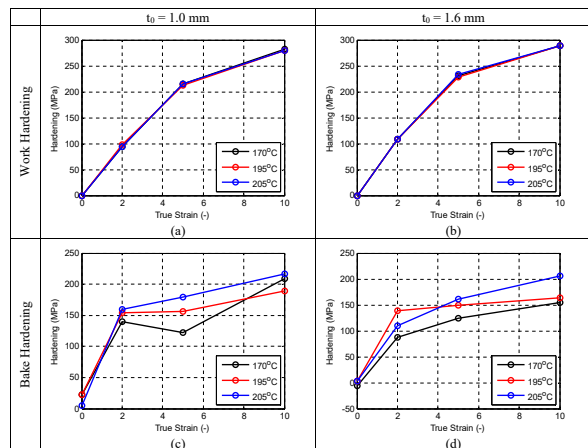 t₀ = 1.0 mm
t₀ = 1.6 mm
Work Hardening
Hardening (MPa)
300
250
200
150
100
50
0
0 2 4 6 8 10
True Strain (-)
170°C
195°C
205°C
(a)
Hardening (MPa)
300
250
200
150
100
50
0
0 2 4 6 8 10
True Strain (-)
170°C
195°C
205°C
(b)
Bake Hardening
Hardening (MPa)
250
200
150
100
50
0
0 2 4 6 8 10
True Strain (-)
170°C
195°C
205°C
(c)
Hardening (MPa)
250
200
150
100
50
0
-50
0 2 4 6 8 10
True Strain (-)
170°C
195°C
205°C
(d)